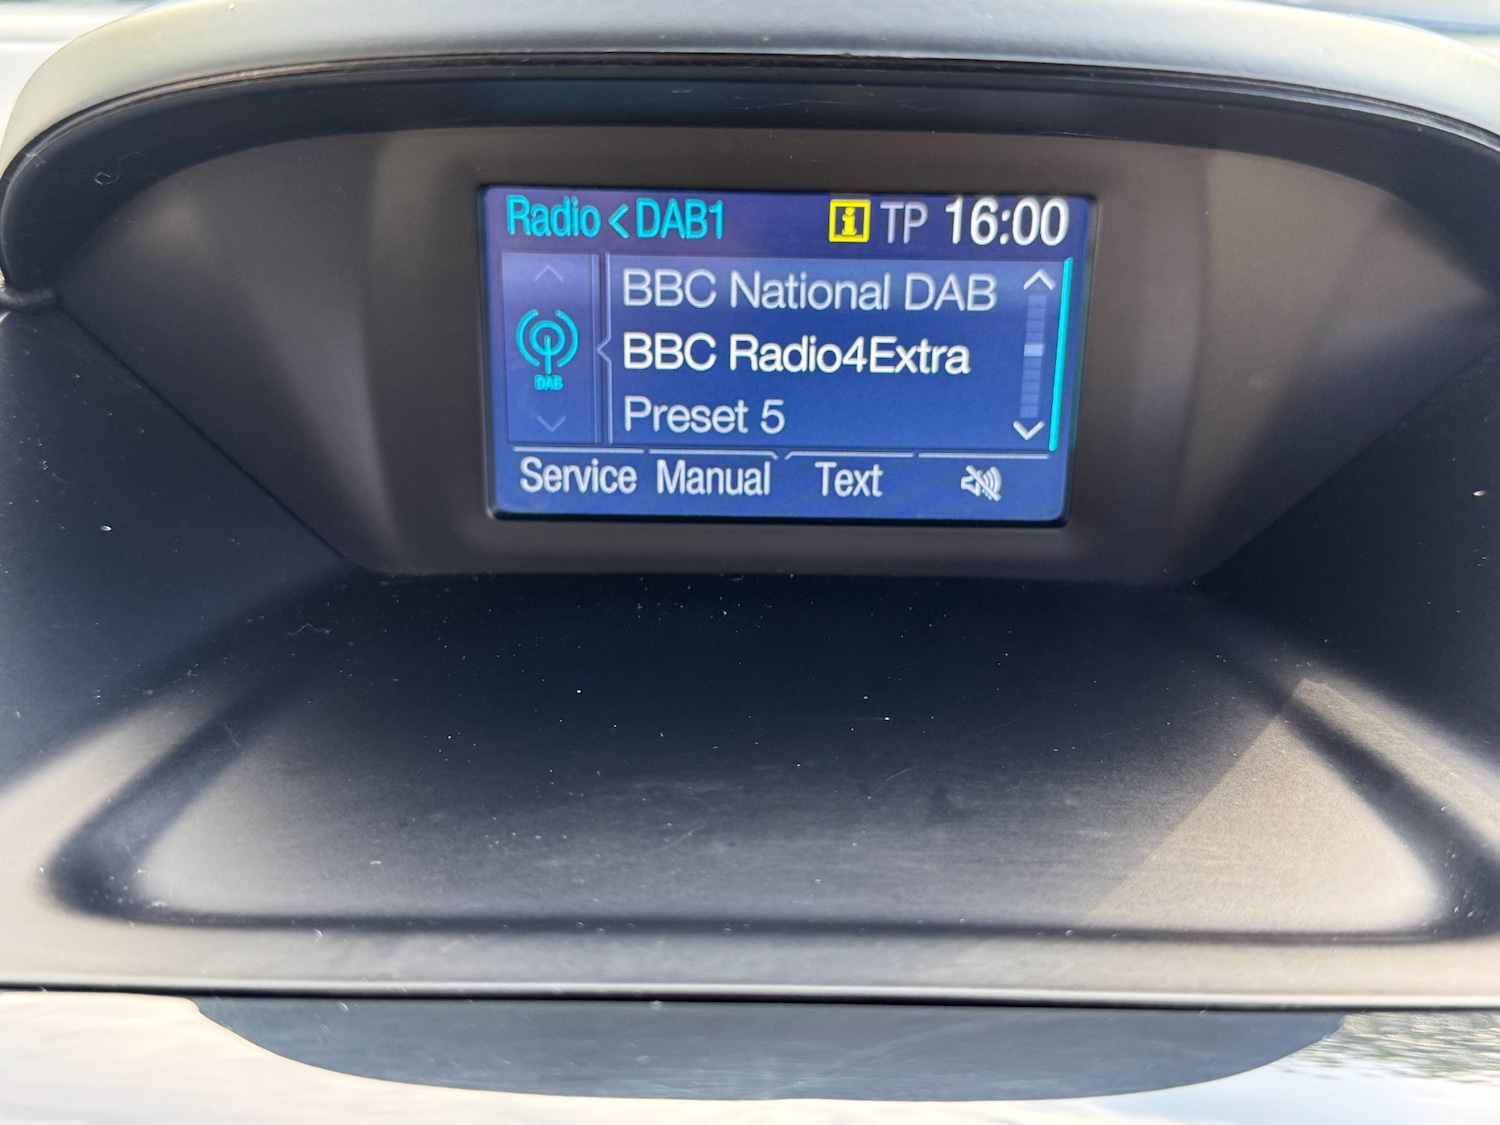 Radio < DAB1 i TP 16:00
BBC National DAB
BBC Radio4Extra
DAB
Preset 5
Service Manual Text